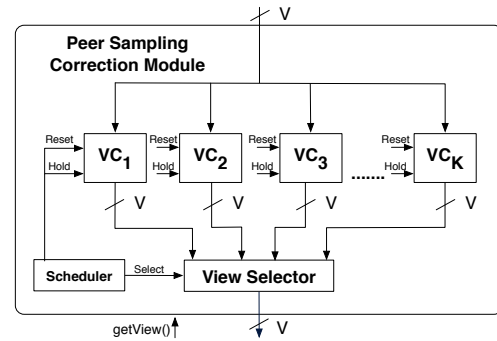 V
Peer Sampling
Correction Module
Reset
Hold
VC1
Reset
Hold
VC2
Reset
Hold
VC3
.......
Reset
Hold
VCK
V
V
V
V
Scheduler
Select
View Selector
getView()
V